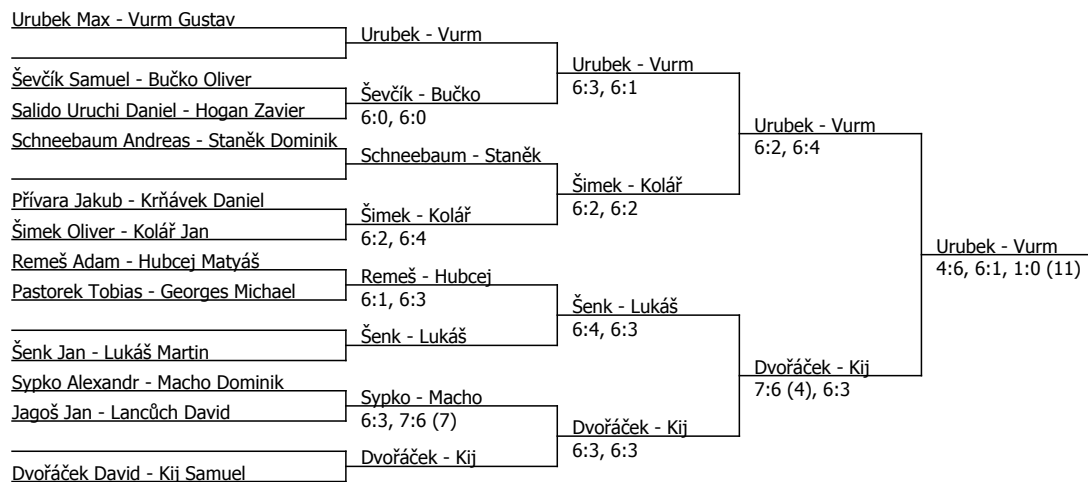 Urubek Max - Vurm Gustav
Ševčík Samuel - Bučko Oliver
Salido Uruchi Daniel - Hogan Zavier
Schneebaum Andreas - Staněk Dominik
Přívara Jakub - Krňávek Daniel
Šimek Oliver - Kolář Jan
Remeš Adam - Hubcej Matyáš
Pastorek Tobias - Georges Michael
Šenk Jan - Lukáš Martin
Sypko Alexandr - Macho Dominik
Jagoš Jan - Lancůch David
Dvořáček David - Kij Samuel
Urubek - Vurm
Ševčík - Bučko
6:0, 6:0
Schneebaum - Staněk
Šimek - Kolář
6:2, 6:4
Remeš - Hubcej
6:1, 6:3
Šenk - Lukáš
Sypko - Macho
6:3, 7:6 (7)
Dvořáček - Kij
Urubek - Vurm
6:3, 6:1
Šimek - Kolář
6:2, 6:2
Šenk - Lukáš
6:4, 6:3
Dvořáček - Kij
6:3, 6:3
Urubek - Vurm
6:2, 6:4
Dvořáček - Kij
7:6 (4), 6:3
Urubek - Vurm
4:6, 6:1, 1:0 (11)